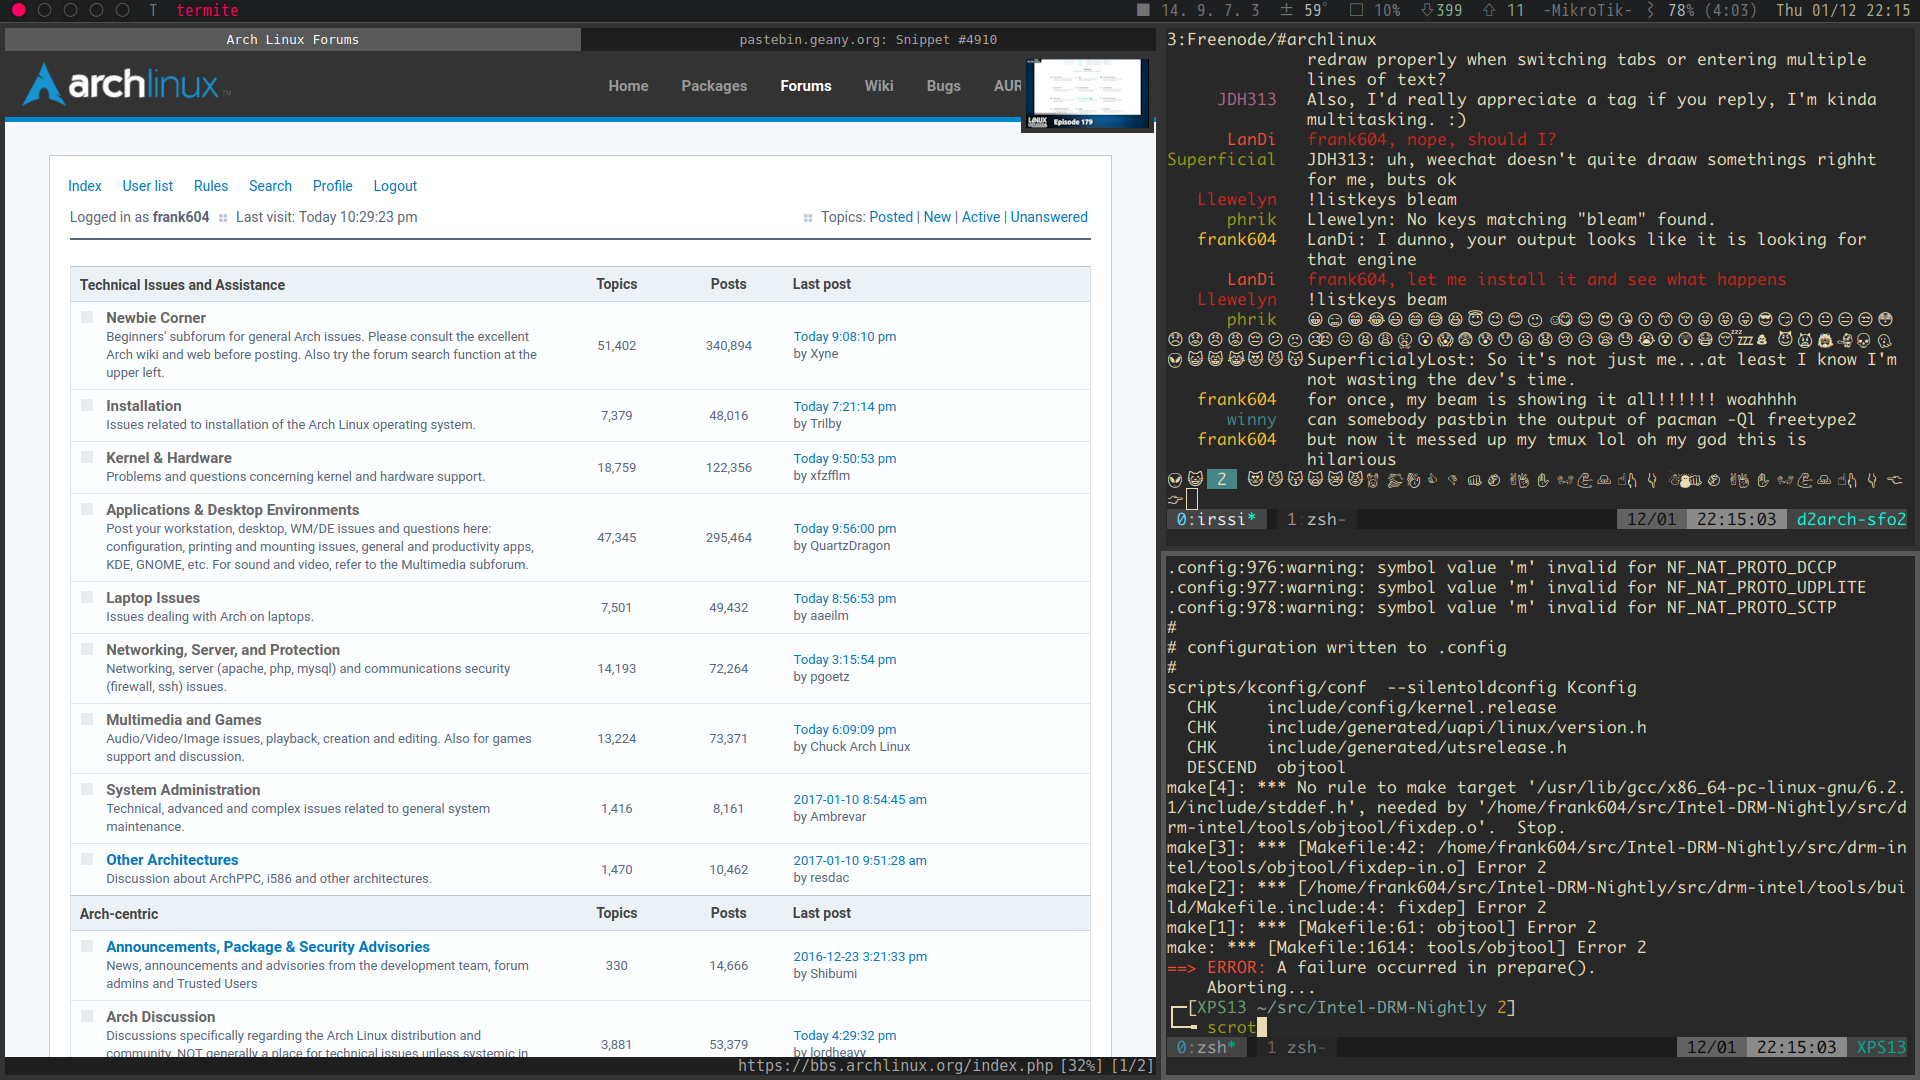 T termite
14. 9. 7. 3 ± 59° 10% 399 11 -MikroTik- 78% (4:03) Thu 01/12 22:15
Arch Linux Forums
pastebin.geany.org: Snippet #4910
archlinux™
Home Packages Forums Wiki Bugs AUR
Episode 179
Index User list Rules Search Profile Logout
Logged in as frank604 Last visit: Today 10:29:23 pm
Topics: Posted | New | Active | Unanswered
Technical Issues and Assistance Topics Posts Last post
Newbie Corner
Beginners' subforum for general Arch issues. Please consult the excellent
Arch wiki and web before posting. Also try the forum search function at the
upper left.
51,402 340,894 Today 9:08:10 pm
by Xyne
Installation
Issues related to installation of the Arch Linux operating system.
7,379 48,016 Today 7:21:14 pm
by Trilby
Kernel & Hardware
Problems and questions concerning kernel and hardware support.
18,759 122,356 Today 9:50:53 pm
by xfzfflm
Applications & Desktop Environments
Post your workstation, desktop, WM/DE issues and questions here:
configuration, printing and mounting issues, general and productivity apps,
KDE, GNOME, etc. For sound and video, refer to the Multimedia subforum.
47,345 295,464 Today 9:56:00 pm
by QuartzDragon
Laptop Issues
Issues dealing with Arch on laptops.
7,501 49,432 Today 8:56:53 pm
by aaeilm
Networking, Server, and Protection
Networking, server (apache, php, mysql) and communications security
(firewall, ssh) issues.
14,193 72,264 Today 3:15:54 pm
by pgoetz
Multimedia and Games
Audio/Video/Image issues, playback, creation and editing. Also for games
support and discussion.
13,224 73,371 Today 6:09:09 pm
by Chuck Arch Linux
System Administration
Technical, advanced and complex issues related to general system
maintenance.
1,416 8,161 2017-01-10 8:54:45 am
by Ambrevar
Other Architectures
Discussion about ArchPPC, i586 and other architectures.
1,470 10,462 2017-01-10 9:51:28 am
by resdac
Arch-centric Topics Posts Last post
Announcements, Package & Security Advisories
News, announcements and advisories from the development team, forum
admins and Trusted Users
330 14,666 2016-12-23 3:21:33 pm
by Shibumi
Arch Discussion
Discussions specifically regarding the Arch Linux distribution and
community. NOT generally a place for technical issues unless systemic in
3,881 53,379 Today 4:29:32 pm
by lordheavy
https://bbs.archlinux.org/index.php [32%] [1/2]
3:Freenode/#archlinux
redraw properly when switching tabs or entering multiple
lines of text?
JDH313 Also, I'd really appreciate a tag if you reply, I'm kinda
multitasking. :)
LanDi frank604, nope, should I?
Superficial JDH313: uh, weechat doesn't quite draaw somethings righht
for me, buts ok
Llewelyn !listkeys bleam
phrik Llewelyn: No keys matching "bleam" found.
frank604 LanDi: I dunno, your output looks like it is looking for
that engine
LanDi frank604, let me install it and see what happens
Llewelyn !listkeys beam
phrik
SuperficialyLost: So it's not just me...at least I know I'm
not wasting the dev's time.
frank604 for once, my beam is showing it all!!!!!! woahhhh
winny can somebody pastbin the output of pacman -Ql freetype2
frank604 but now it messed up my tmux lol oh my god this is
hilarious
2
0:irssi* 1:zsh- 12/01 22:15:03 d2arch-sfo2
.config:976:warning: symbol value 'm' invalid for NF_NAT_PROTO_DCCP
.config:977:warning: symbol value 'm' invalid for NF_NAT_PROTO_UDPLITE
.config:978:warning: symbol value 'm' invalid for NF_NAT_PROTO_SCTP
#
# configuration written to .config
#
scripts/kconfig/conf --silentoldconfig Kconfig
CHK include/config/kernel.release
CHK include/generated/uapi/linux/version.h
CHK include/generated/utsrelease.h
DESCEND objtool
make[4]: *** No rule to make target '/usr/lib/gcc/x86_64-pc-linux-gnu/6.2.
1/include/stddef.h', needed by '/home/frank604/src/Intel-DRM-Nightly/src/d
rm-intel/tools/objtool/fixdep.o'. Stop.
make[3]: *** [Makefile:42: /home/frank604/src/Intel-DRM-Nightly/src/drm-in
tel/tools/objtool/fixdep-in.o] Error 2
make[2]: *** [/home/frank604/src/Intel-DRM-Nightly/src/drm-intel/tools/bui
ld/Makefile.include:4: fixdep] Error 2
make[1]: *** [Makefile:61: objtool] Error 2
make: *** [Makefile:1614: tools/objtool] Error 2
==> ERROR: A failure occurred in prepare().
Aborting...
[XPS13 ~/src/Intel-DRM-Nightly 2]
scrot
0:zsh* 1 zsh- 12/01 22:15:03 XPS13